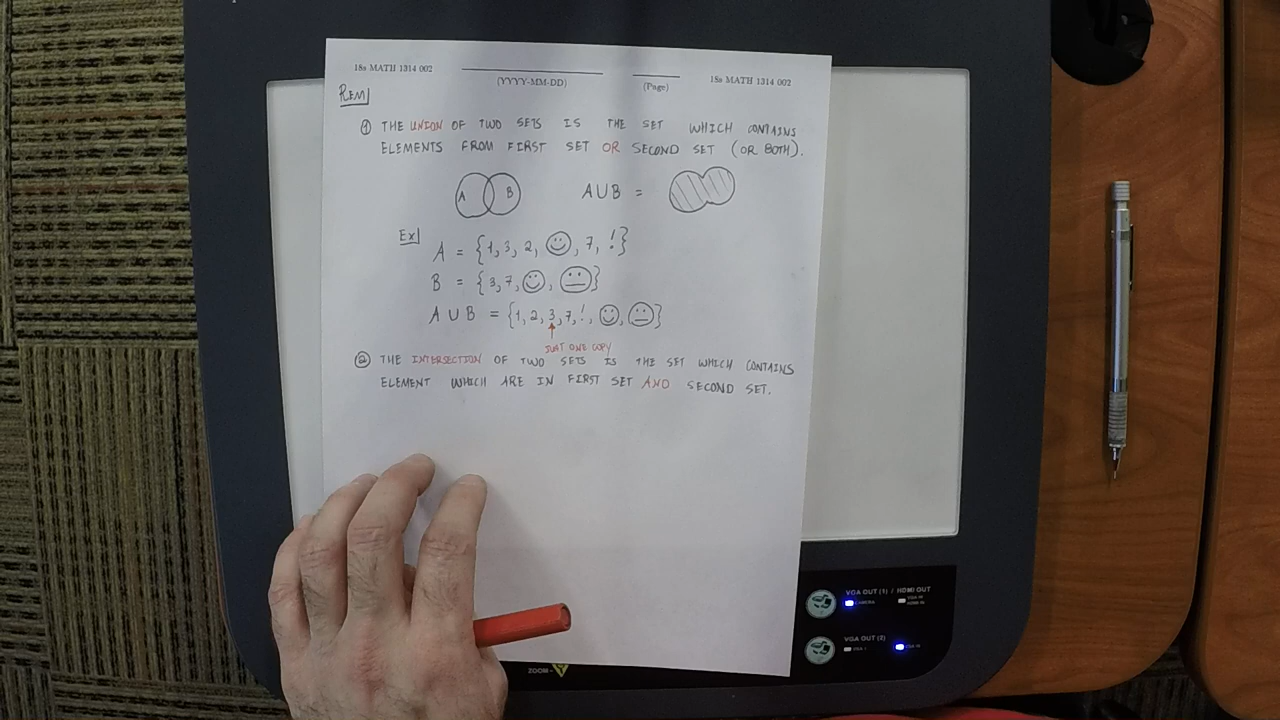 18s MATH 1314 002
(YYYY-MM-DD)
(Page)
18s MATH 1314 002
REM
① THE UNION OF TWO SETS IS THE SET WHICH CONTAINS
ELEMENTS FROM FIRST SET OR SECOND SET (OR BOTH).
A B A∪B =
Ex
A = {1, 3, 2, ☺, 7, !}
B = {3, 7, ☺, 😐}
A ∪ B = {1, 2, 3, 7, !, ☺, 😐}
JUST ONE COPY
② THE INTERSECTION OF TWO SETS IS THE SET WHICH CONTAINS
ELEMENT WHICH ARE IN FIRST SET AND SECOND SET.
VGA OUT (1) / HDMI OUT
CAMERA
VGA OUT (2)
ZOOM -